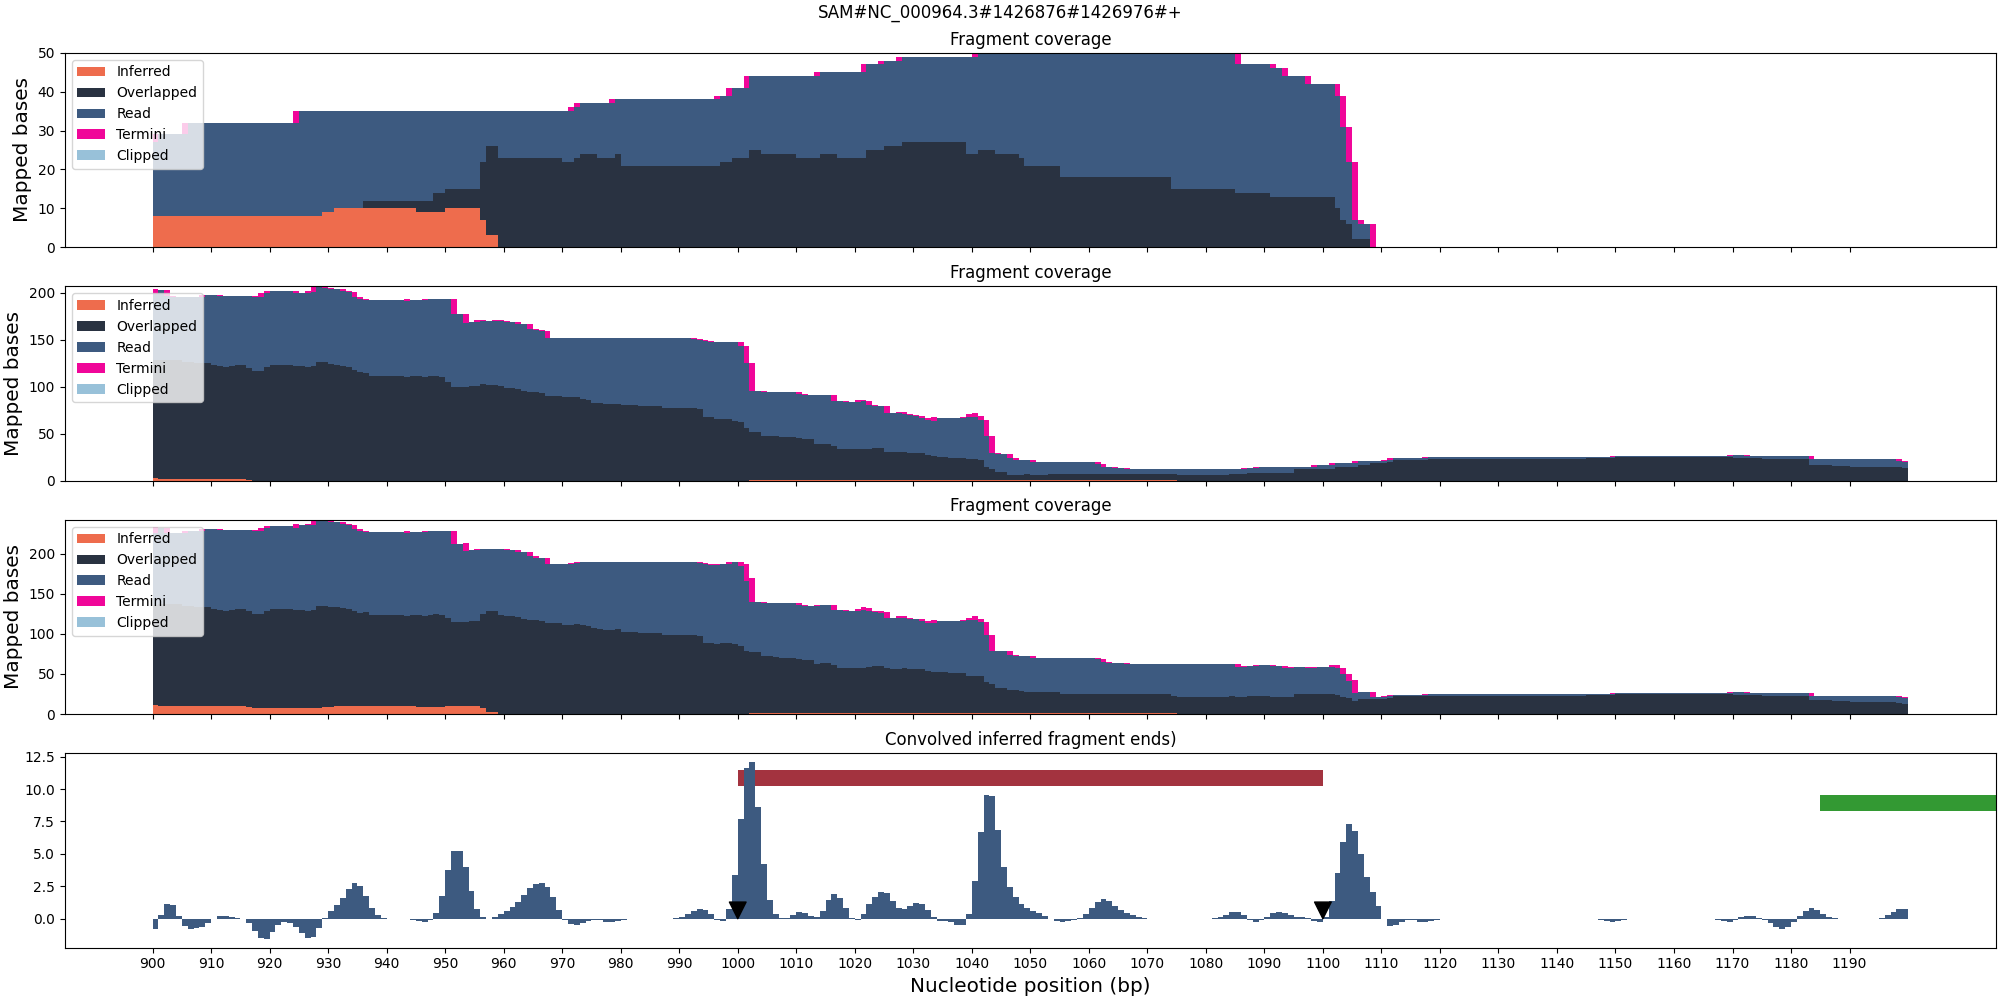 SAM#NC_000964.3#1426876#1426976#+
Fragment coverage
50
40
30
20
10
0
Mapped bases
Inferred
Overlapped
Read
Termini
Clipped
Fragment coverage
200
150
100
50
0
Mapped bases
Inferred
Overlapped
Read
Termini
Clipped
Fragment coverage
200
150
100
50
0
Mapped bases
Inferred
Overlapped
Read
Termini
Clipped
Convolved inferred fragment ends)
12.5
10.0
7.5
5.0
2.5
0.0
900 910 920 930 940 950 960 970 980 990 1000 1010 1020 1030 1040 1050 1060 1070 1080 1090 1100 1110 1120 1130 1140 1150 1160 1170 1180 1190
Nucleotide position (bp)